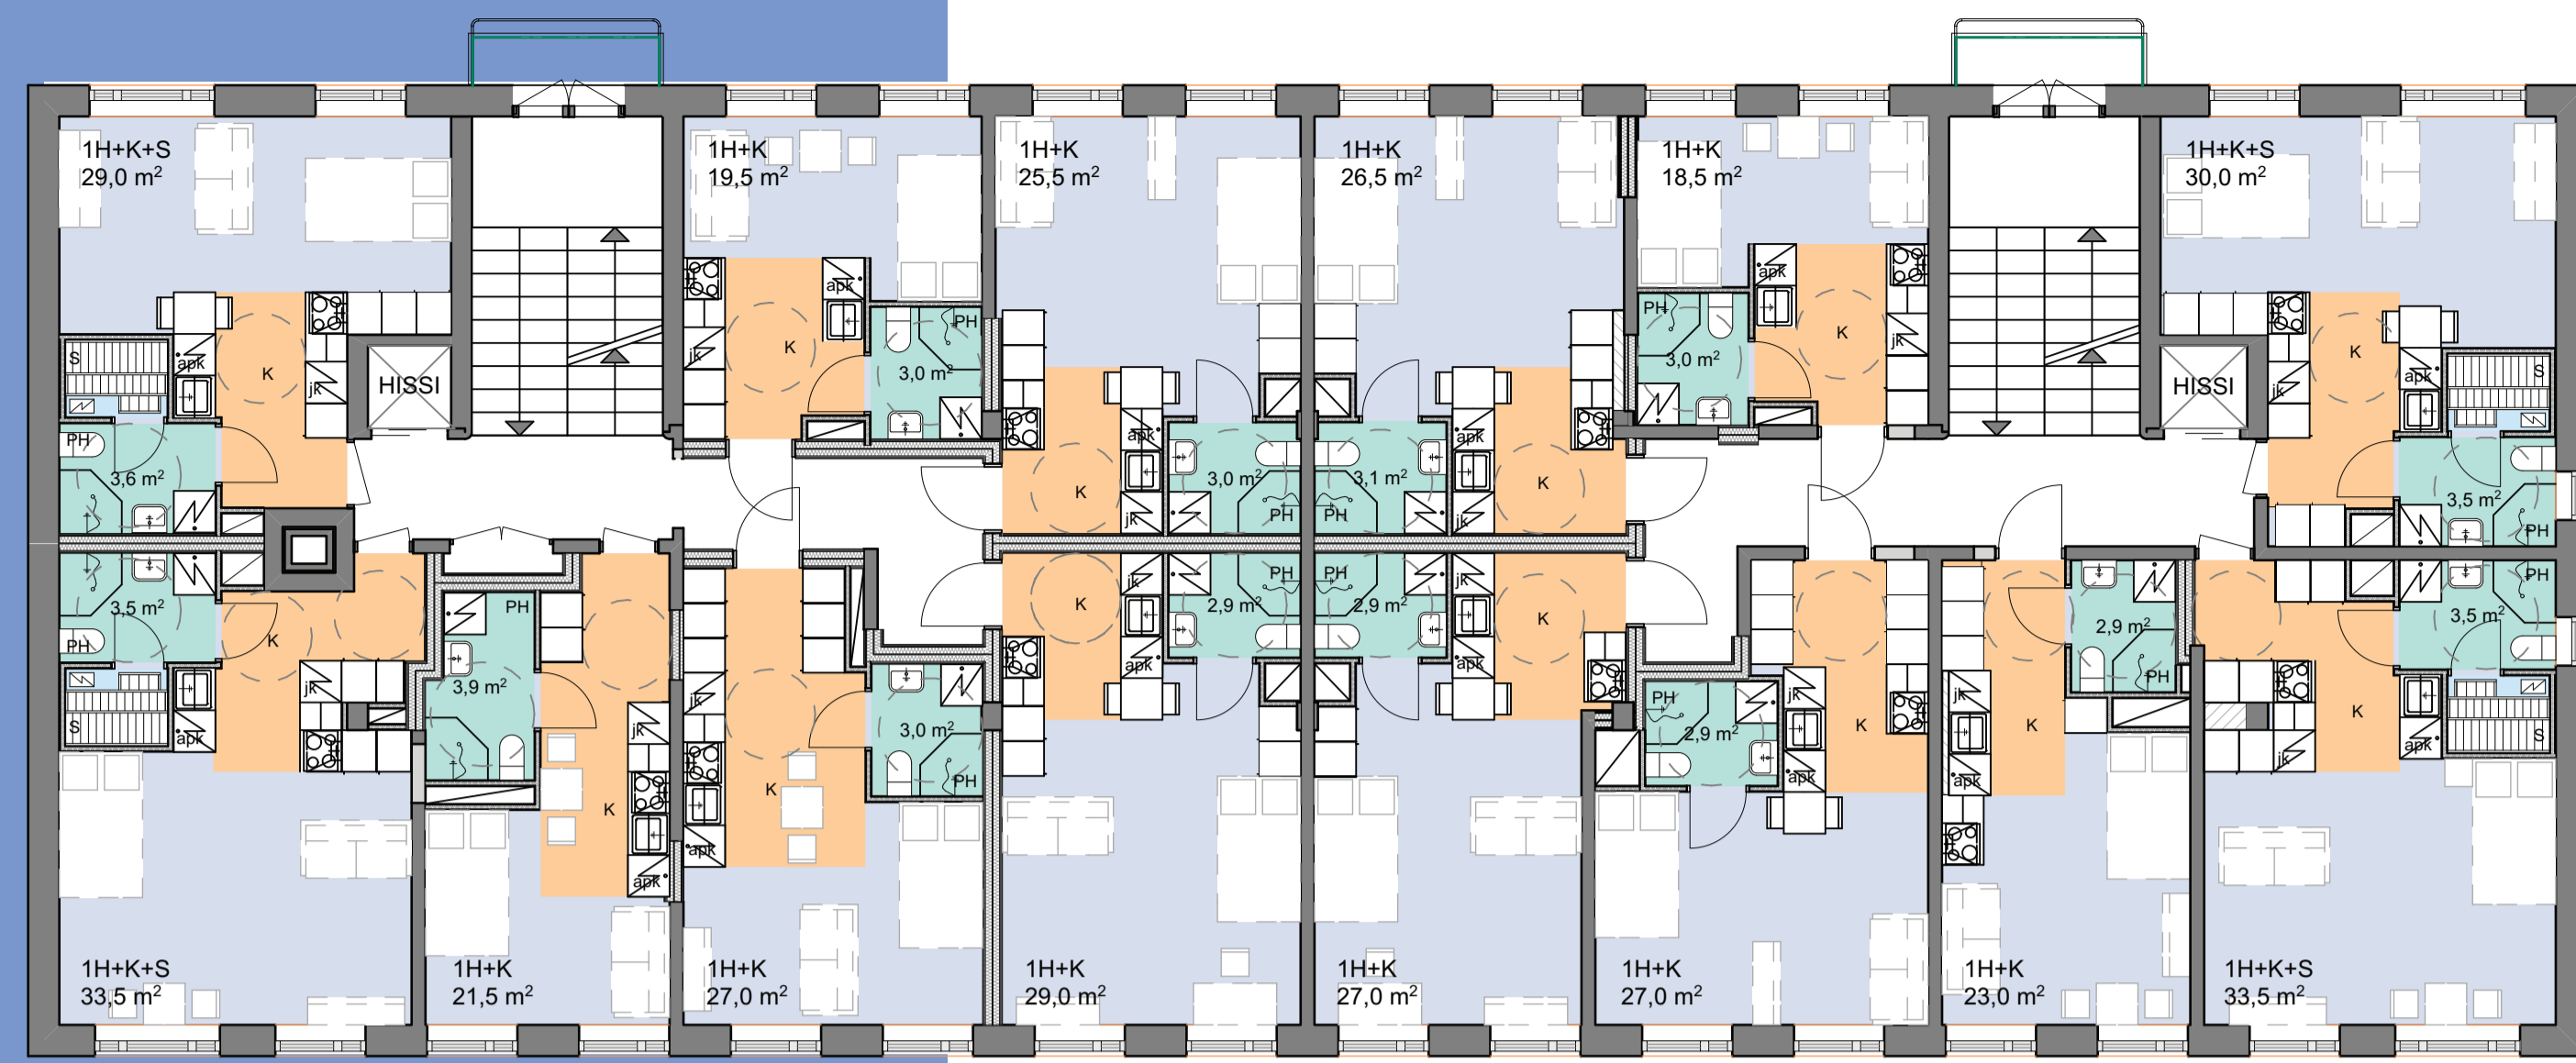 1H+K+S
29,0 m²
1H+K
19,5 m²
1H+K
25,5 m²
1H+K
26,5 m²
1H+K
18,5 m²
1H+K+S
30,0 m²
S
apk
K
jk
HISSI
PH
3,6 m²
jk
K
apk
PH
3,0 m²
K
apk
jk
3,0 m²
PH
3,1 m²
PH
apk
jk
K
PH
3,0 m²
apk
K
jk
HISSI
K
jk
apk
S
3,5 m²
PH
3,5 m²
PH
S
apk
K
jk
PH
3,9 m²
jk
K
apk
jk
K
apk
3,0 m²
PH
K
jk
apk
PH
2,9 m²
PH
2,9 m²
jk
apk
K
PH
2,9 m²
jk
apk
K
jk
apk
K
2,9 m²
PH
K
jk
apk
PH
3,5 m²
S
1H+K+S
33,5 m²
1H+K
21,5 m²
1H+K
27,0 m²
1H+K
29,0 m²
1H+K
27,0 m²
1H+K
27,0 m²
1H+K
23,0 m²
1H+K+S
33,5 m²